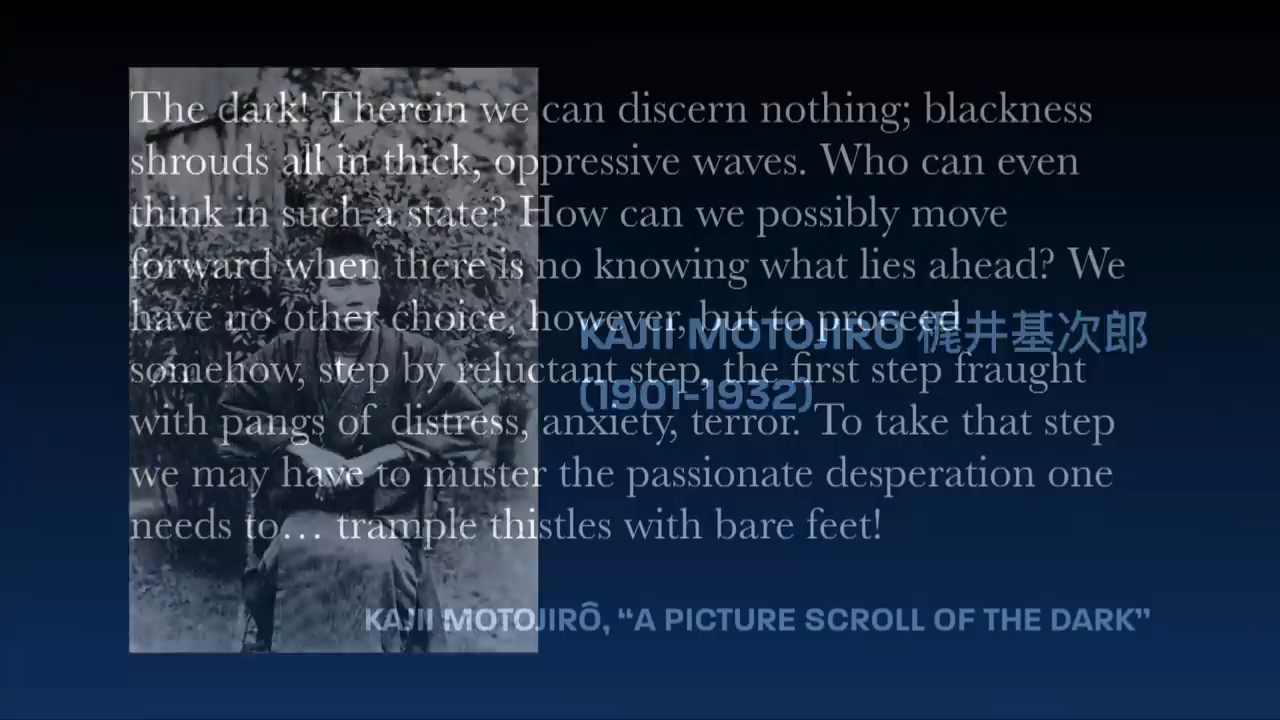 The dark! Therein we can discern nothing; blackness
shrouds all in thick, oppressive waves. Who can even
think in such a state? How can we possibly move
forward when there is no knowing what lies ahead? We
have no other choice, however, but to proceed
somehow, step by reluctant step, the first step fraught
with pangs of distress, anxiety, terror. To take that step
we may have to muster the passionate desperation one
needs to… trample thistles with bare feet!
KAJII MOTOJIRÔ 梶井基次郎
(1901-1932)
KAJII MOTOJIRÔ, “A PICTURE SCROLL OF THE DARK”